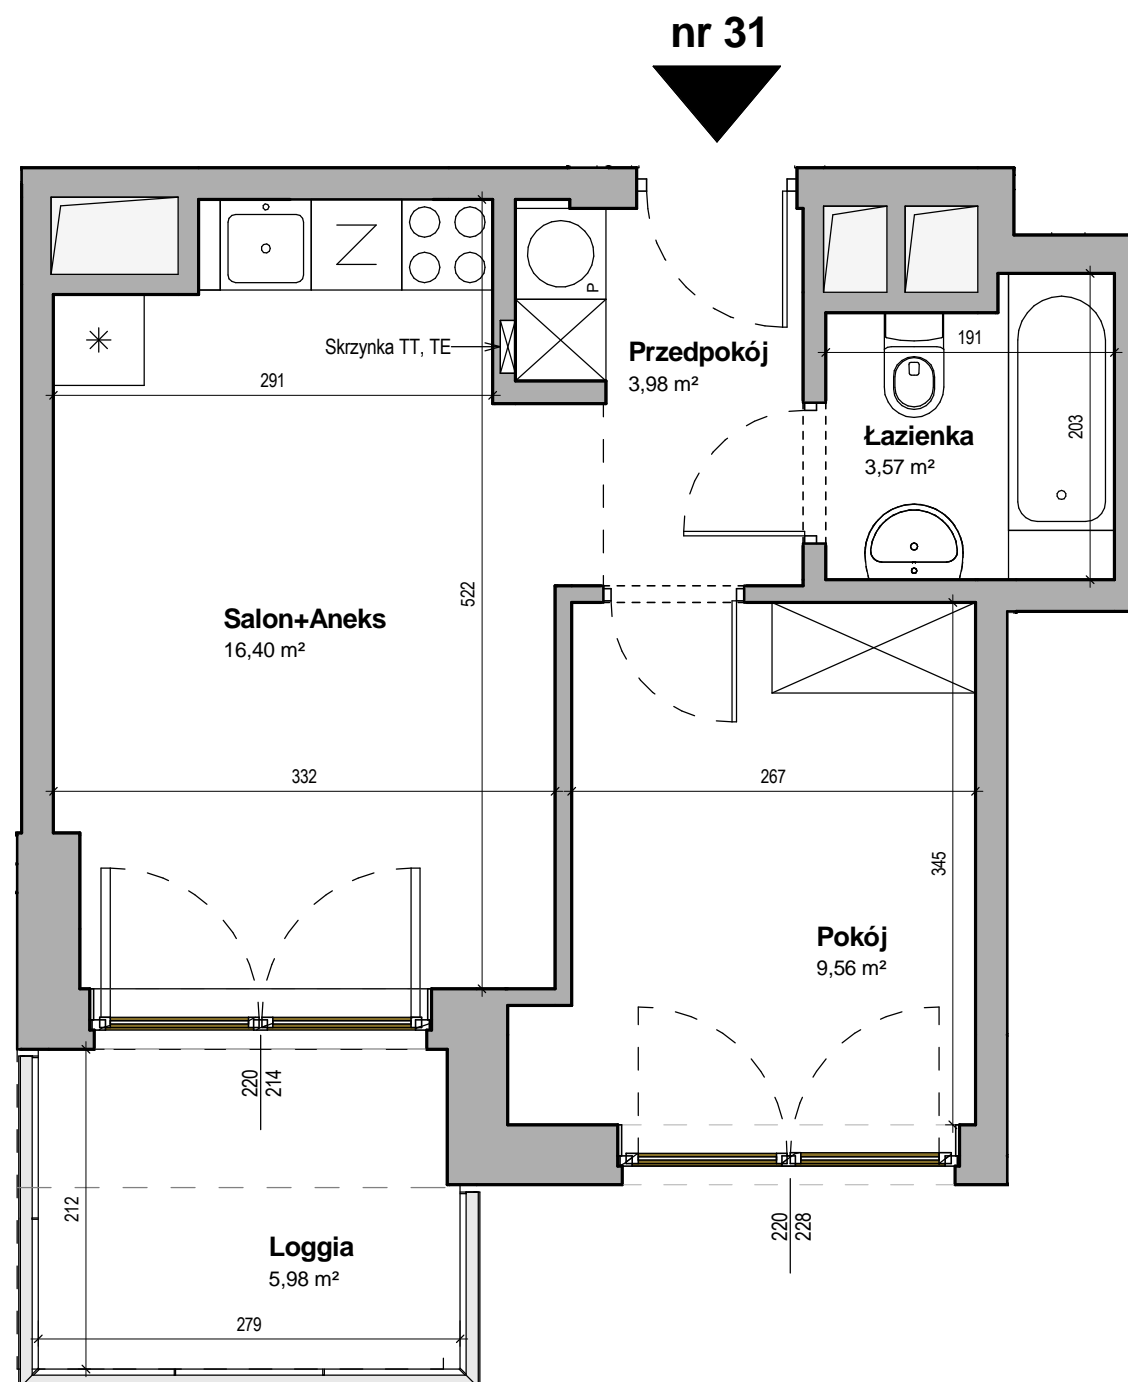 nr 31
P
Skrzynka TT, TE
Przedpokój
3,98 m²
191
291
203
Łazienka
3,57 m²
522
Salon+Aneks
16,40 m²
332
267
345
Pokój
9,56 m²
220
214
212
220
228
Loggia
5,98 m²
279